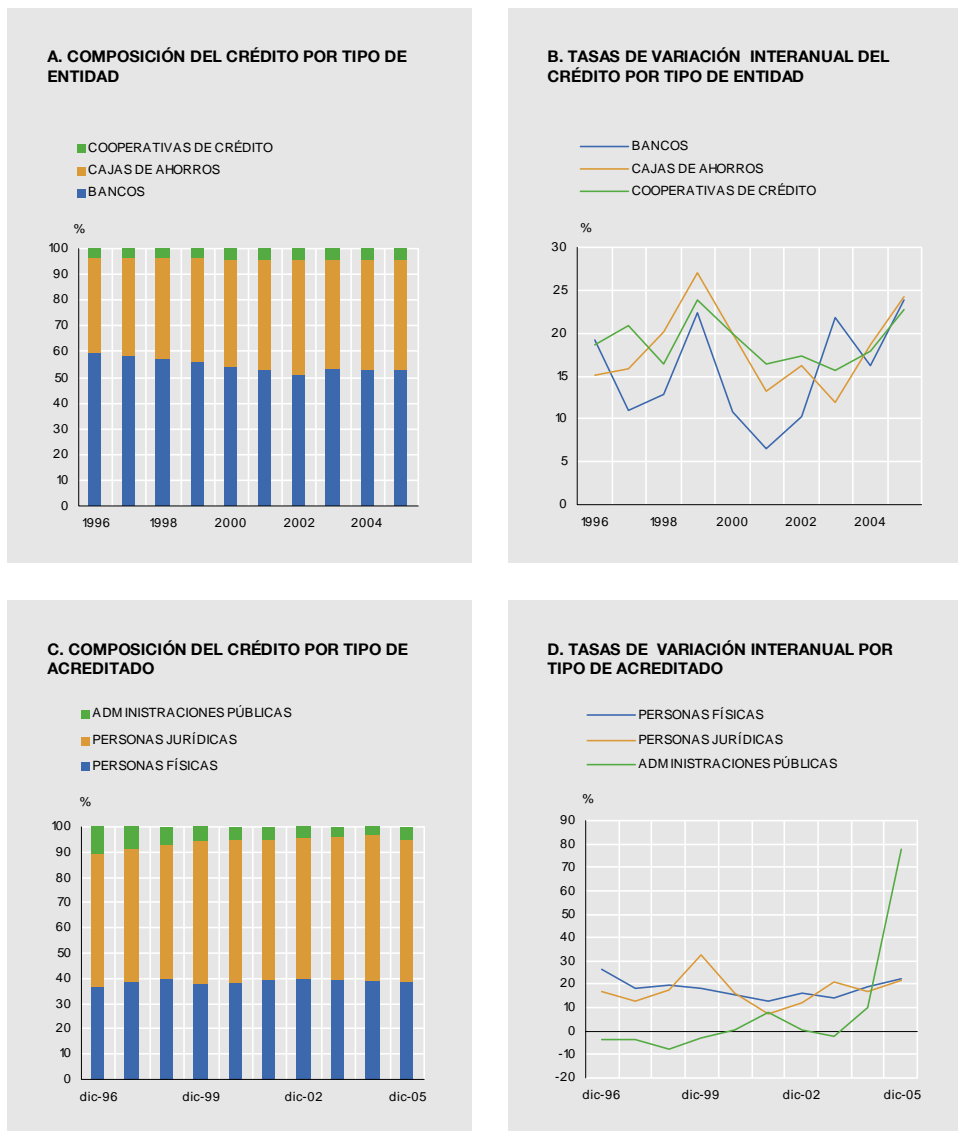 A. COMPOSICIÓN DEL CRÉDITO POR TIPO DE
ENTIDAD
COOPERATIVAS DE CRÉDITO
CAJAS DE AHORROS
BANCOS
%
100
90
80
70
60
50
40
30
20
10
0
1996 1998 2000 2002 2004
B. TASAS DE VARIACIÓN INTERANUAL DEL
CRÉDITO POR TIPO DE ENTIDAD
BANCOS
CAJAS DE AHORROS
COOPERATIVAS DE CRÉDITO
%
30
25
20
15
10
5
0
1996 1998 2000 2002 2004
C. COMPOSICIÓN DEL CRÉDITO POR TIPO DE
ACREDITADO
ADMINISTRACIONES PÚBLICAS
PERSONAS JURÍDICAS
PERSONAS FÍSICAS
%
100
90
80
70
60
50
40
30
20
10
0
dic-96 dic-99 dic-02 dic-05
D. TASAS DE VARIACIÓN INTERANUAL POR
TIPO DE ACREDITADO
PERSONAS FÍSICAS
PERSONAS JURÍDICAS
ADMINISTRACIONES PÚBLICAS
%
90
80
70
60
50
40
30
20
10
0
-10
-20
dic-96 dic-99 dic-02 dic-05